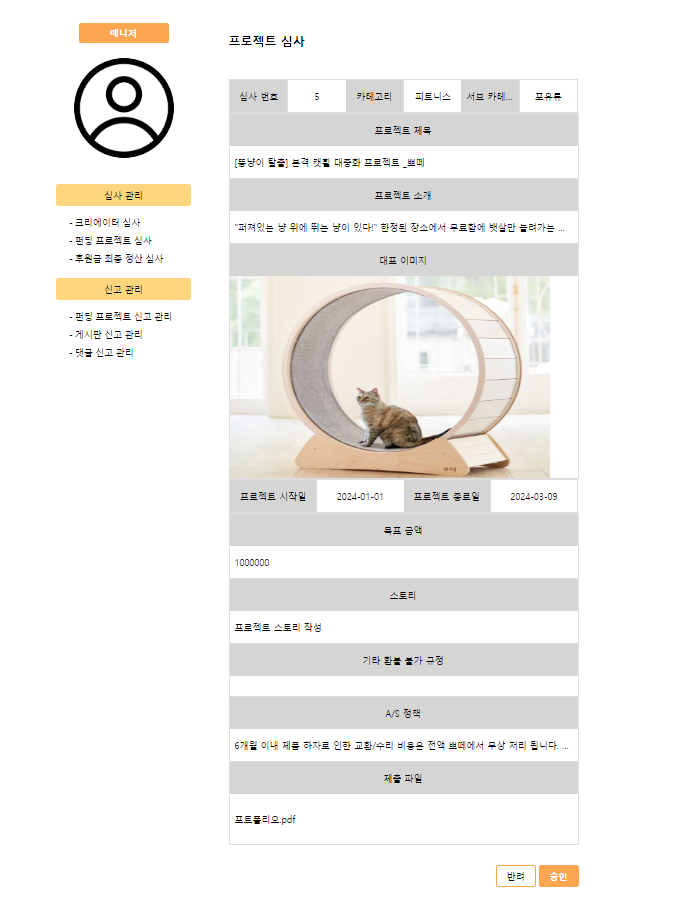 매니저
프로젝트 심사
심사 관리
- 크리에이터 심사
- 펀딩 프로젝트 심사
- 후원금 최종 정산 심사
신고 관리
- 펀딩 프로젝트 신고 관리
- 게시판 신고 관리
- 댓글 신고 관리
심사 번호 5 카테고리 피트니스 서브 카테... 포유류
프로젝트 제목
[뚱냥이 탈출] 본격 캣휠 대중화 프로젝트 _쁘떼
프로젝트 소개
"퍼져있는 냥 위에 뛰는 냥이 있다!" 한정된 장소에서 무료함에 뱃살만 늘려가는 ...
대표 이미지
프로젝트 시작일 2024-01-01 프로젝트 종료일 2024-03-09
목표 금액
1000000
스토리
프로젝트 스토리 작성
기타 환불 불가 규정
A/S 정책
6개월 이내 제품 하자로 인한 교환/수리 비용은 전액 쁘떼에서 무상 처리 됩니다. ...
제출 파일
포트폴리오.pdf
반려 승인